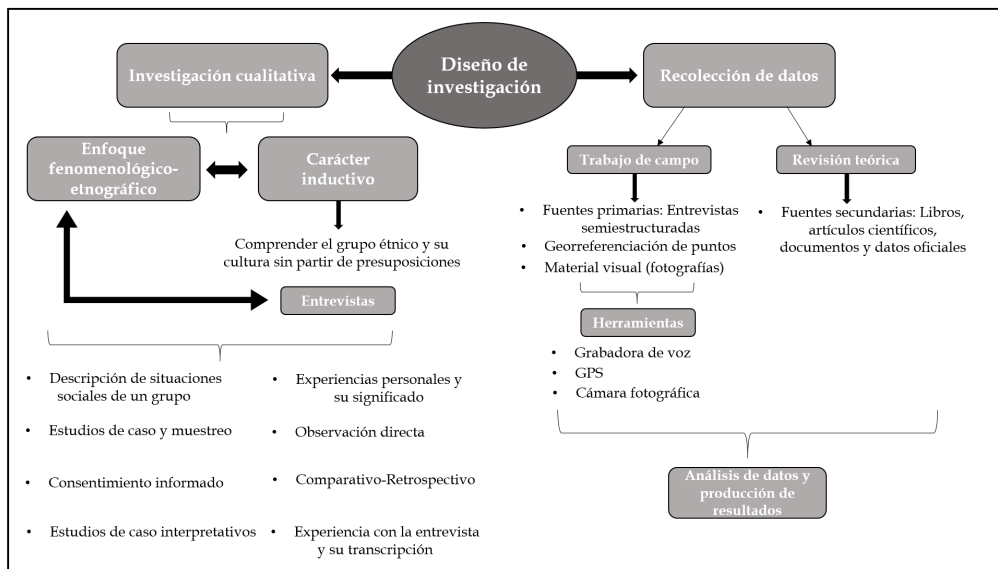 Diseño de
investigación
Investigación cualitativa
Enfoque
fenomenológico-
etnográfico
Carácter
inductivo
Comprender el grupo étnico y su
cultura sin partir de presuposiciones
Entrevistas
• Descripción de situaciones
sociales de un grupo
• Estudios de caso y muestreo
• Consentimiento informado
• Estudios de caso interpretativos
• Experiencias personales y
su significado
• Observación directa
• Comparativo-Retrospectivo
• Experiencia con la entrevista
y su transcripción
Recolección de datos
Trabajo de campo
• Fuentes primarias: Entrevistas
semiestructuradas
• Georreferenciación de puntos
• Material visual (fotografías)
Herramientas
• Grabadora de voz
• GPS
• Cámara fotográfica
Revisión teórica
• Fuentes secundarias: Libros,
artículos científicos,
documentos y datos oficiales
Análisis de datos y
producción de
resultados